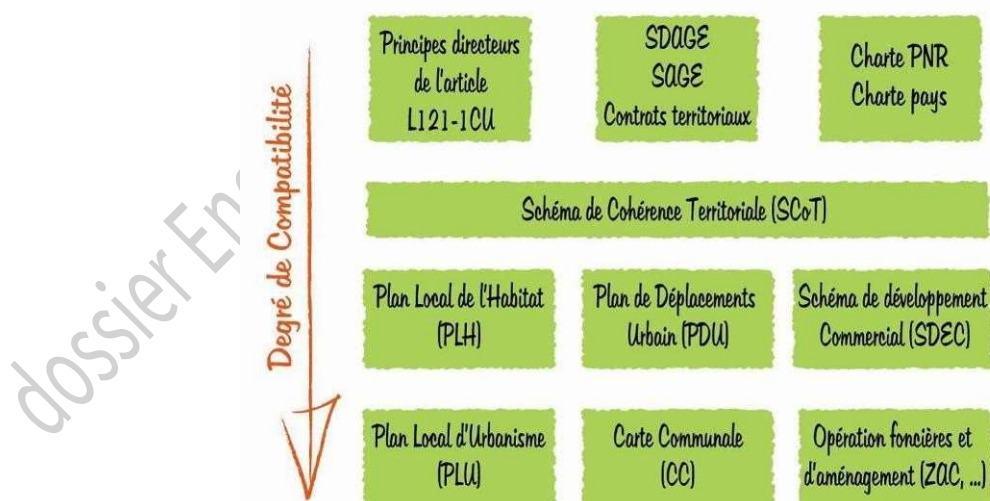 Principes directeurs
de l'article
L121-1CU
SDAGE
SAGE
Contrats territoriaux
Charte PNR
Charte pays
Degré de Compatibilité
Schéma de Cohérence Territoriale (SCoT)
Plan Local de l'Habitat
(PLH)
Plan de Déplacements
Urbain (PDU)
Schéma de développement
Commercial (SDEC)
Plan Local d'Urbanisme
(PLU)
Carte Communale
(CC)
Opération foncières et
d'aménagement (ZAC, ...)
dossier